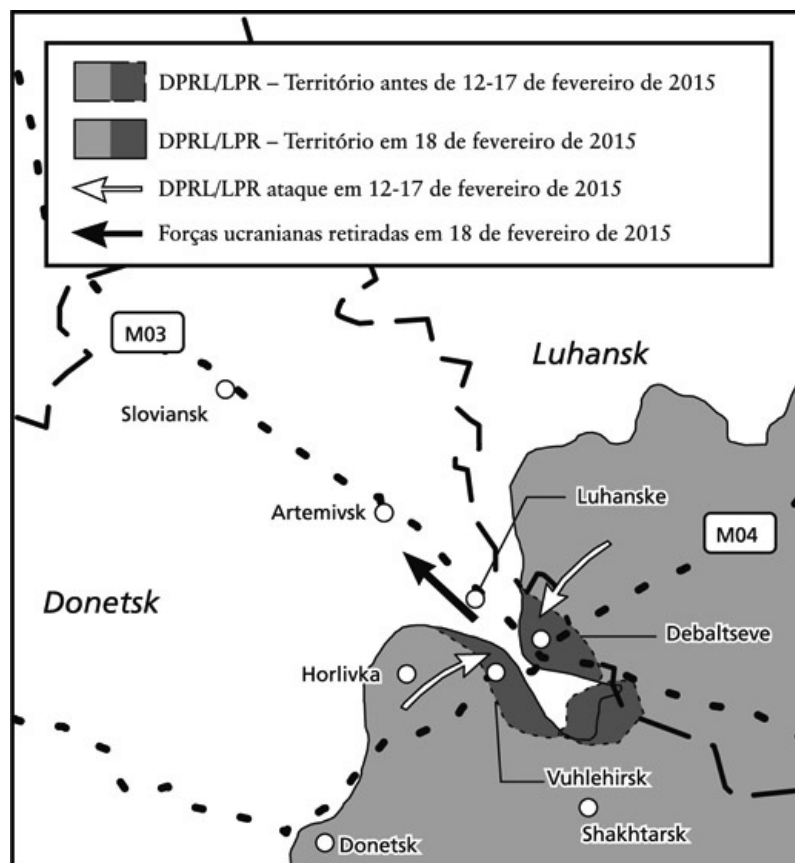 DPRL/LPR – Território antes de 12-17 de fevereiro de 2015
DPRL/LPR – Território em 18 de fevereiro de 2015
DPRL/LPR ataque em 12-17 de fevereiro de 2015
Forças ucranianas retiradas em 18 de fevereiro de 2015
M03
Luhansk
Sloviansk
Luhanske
Artemivsk
M04
Donetsk
Debaltseve
Horlivka
Vuhlehirsk
Shakhtarsk
Donetsk